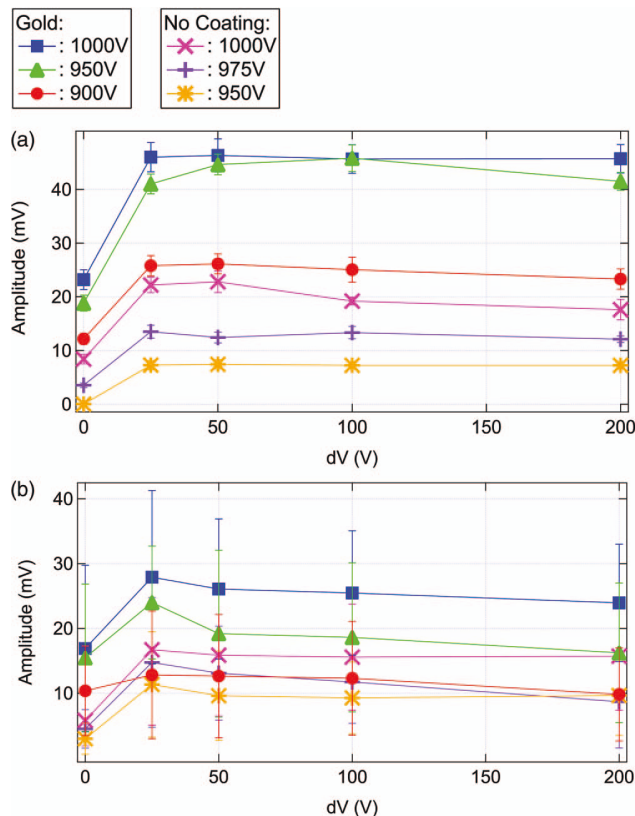 Gold:
: 1000V
: 950V
: 900V
No Coating:
: 1000V
: 975V
: 950V
(a)
Amplitude (mV)
40
30
20
10
0
0
50
100
150
200
dV (V)
(b)
Amplitude (mV)
40
30
20
10
0
50
100
150
200
dV (V)